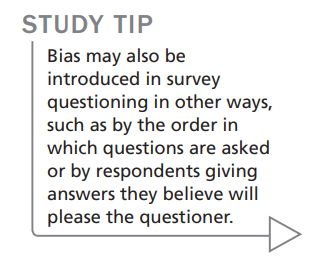 STUDY TIP
Bias may also be
introduced in survey
questioning in other ways,
such as by the order in
which questions are asked
or by respondents giving
answers they believe will
please the questioner.